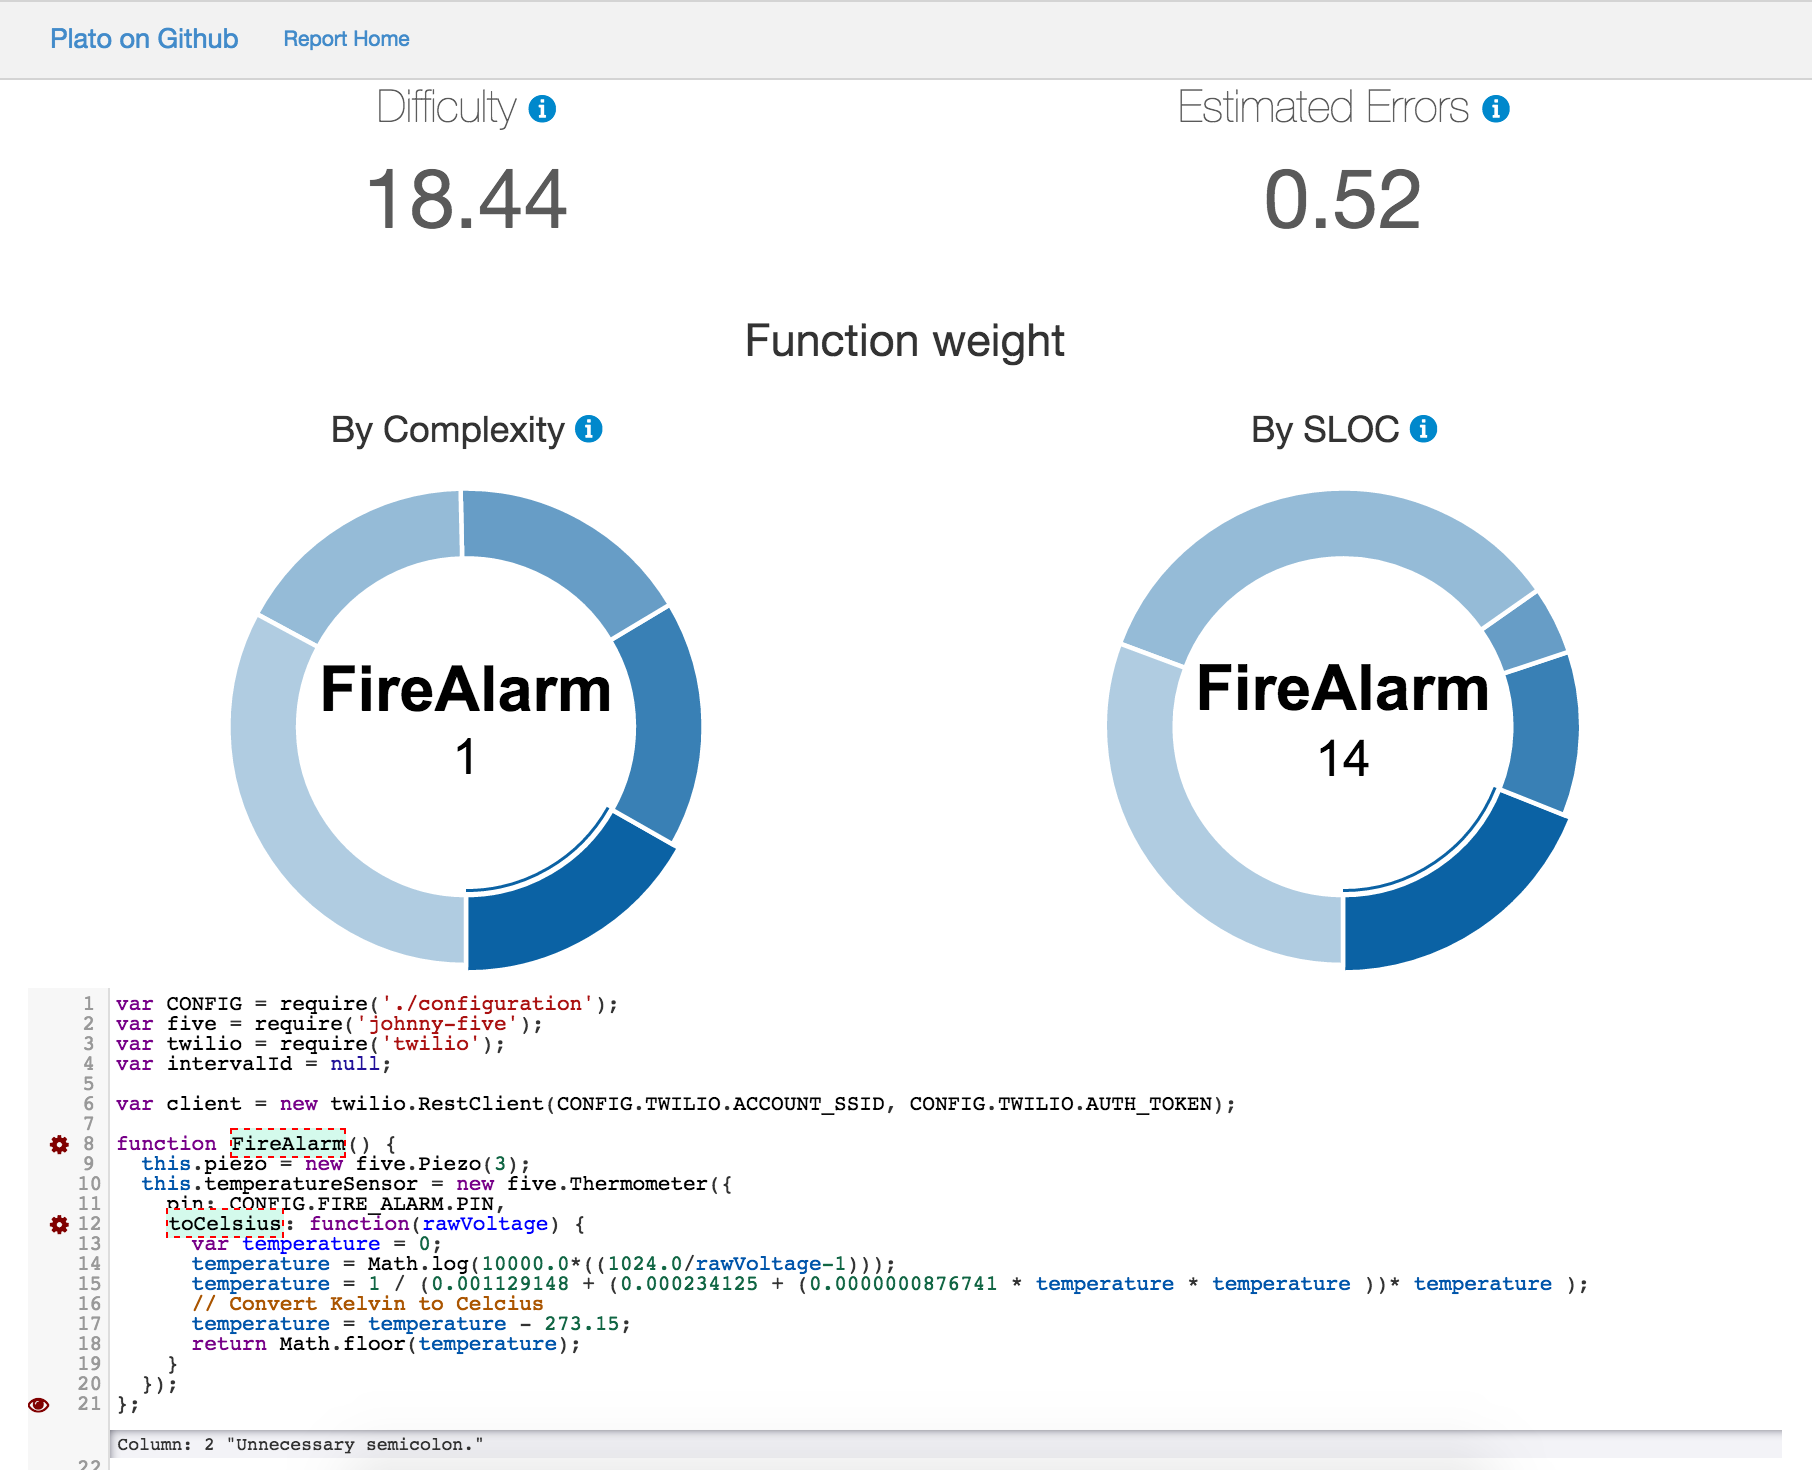 Plato on Github Report Home
Difficulty
18.44
Estimated Errors
0.52
Function weight
By Complexity
By SLOC
FireAlarm
1
FireAlarm
14
1 var CONFIG = require('./configuration');
2 var five = require('johnny-five');
3 var twilio = require('twilio');
4 var intervalId = null;
5
6 var client = new twilio.RestClient(CONFIG.TWILIO.ACCOUNT_SSID, CONFIG.TWILIO.AUTH_TOKEN);
7
8 function FireAlarm() {
9 this.piezo = new five.Piezo(3);
10 this.temperatureSensor = new five.Thermometer({
11 pin: CONFIG.FIRE_ALARM.PIN,
12 toCelsius: function(rawVoltage) {
13 var temperature = 0;
14 temperature = Math.log(10000.0*((1024.0/rawVoltage-1)));
15 temperature = 1 / (0.001129148 + (0.000234125 + (0.0000000876741 * temperature * temperature ))* temperature );
16 // Convert Kelvin to Celcius
17 temperature = temperature - 273.15;
18 return Math.floor(temperature);
19 }
20 });
21 };
Column: 2 "Unnecessary semicolon."
22